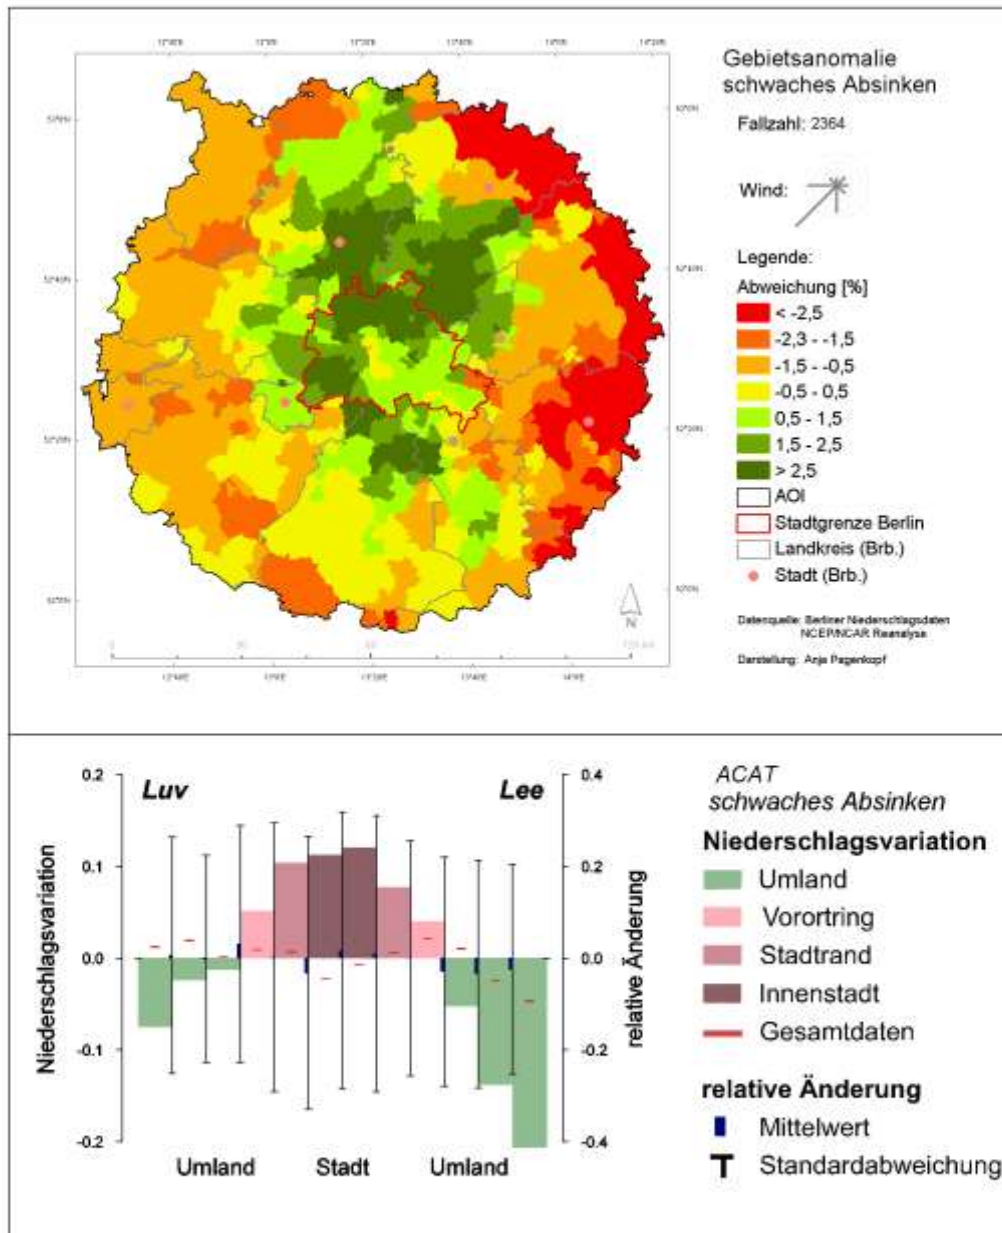 Gebietsanomalie
schwaches Absinken
Fallzahl: 2364
Wind:
Legende:
Abweichung [%]
< -2,5
-2,3 - -1,5
-1,5 - -0,5
-0,5 - 0,5
0,5 - 1,5
1,5 - 2,5
> 2,5
AOI
Stadtgrenze Berlin
Landkreis (Brb.)
Stadt (Brb.)
Datenquelle: Berliner Niederschlagsdaten
NCEP/NCAR Reanalyse
Darstellung: Anja Pagenkopf
N
0.2
0.1
0.0
-0.1
-0.2
Niederschlagsvariation
Luv
Lee
0.4
0.2
0.0
-0.2
-0.4
relative Änderung
Umland
Stadt
Umland
ACAT
schwaches Absinken
Niederschlagsvariation
Umland
Vorortring
Stadtrand
Innenstadt
Gesamtdaten
relative Änderung
Mittelwert
Standardabweichung